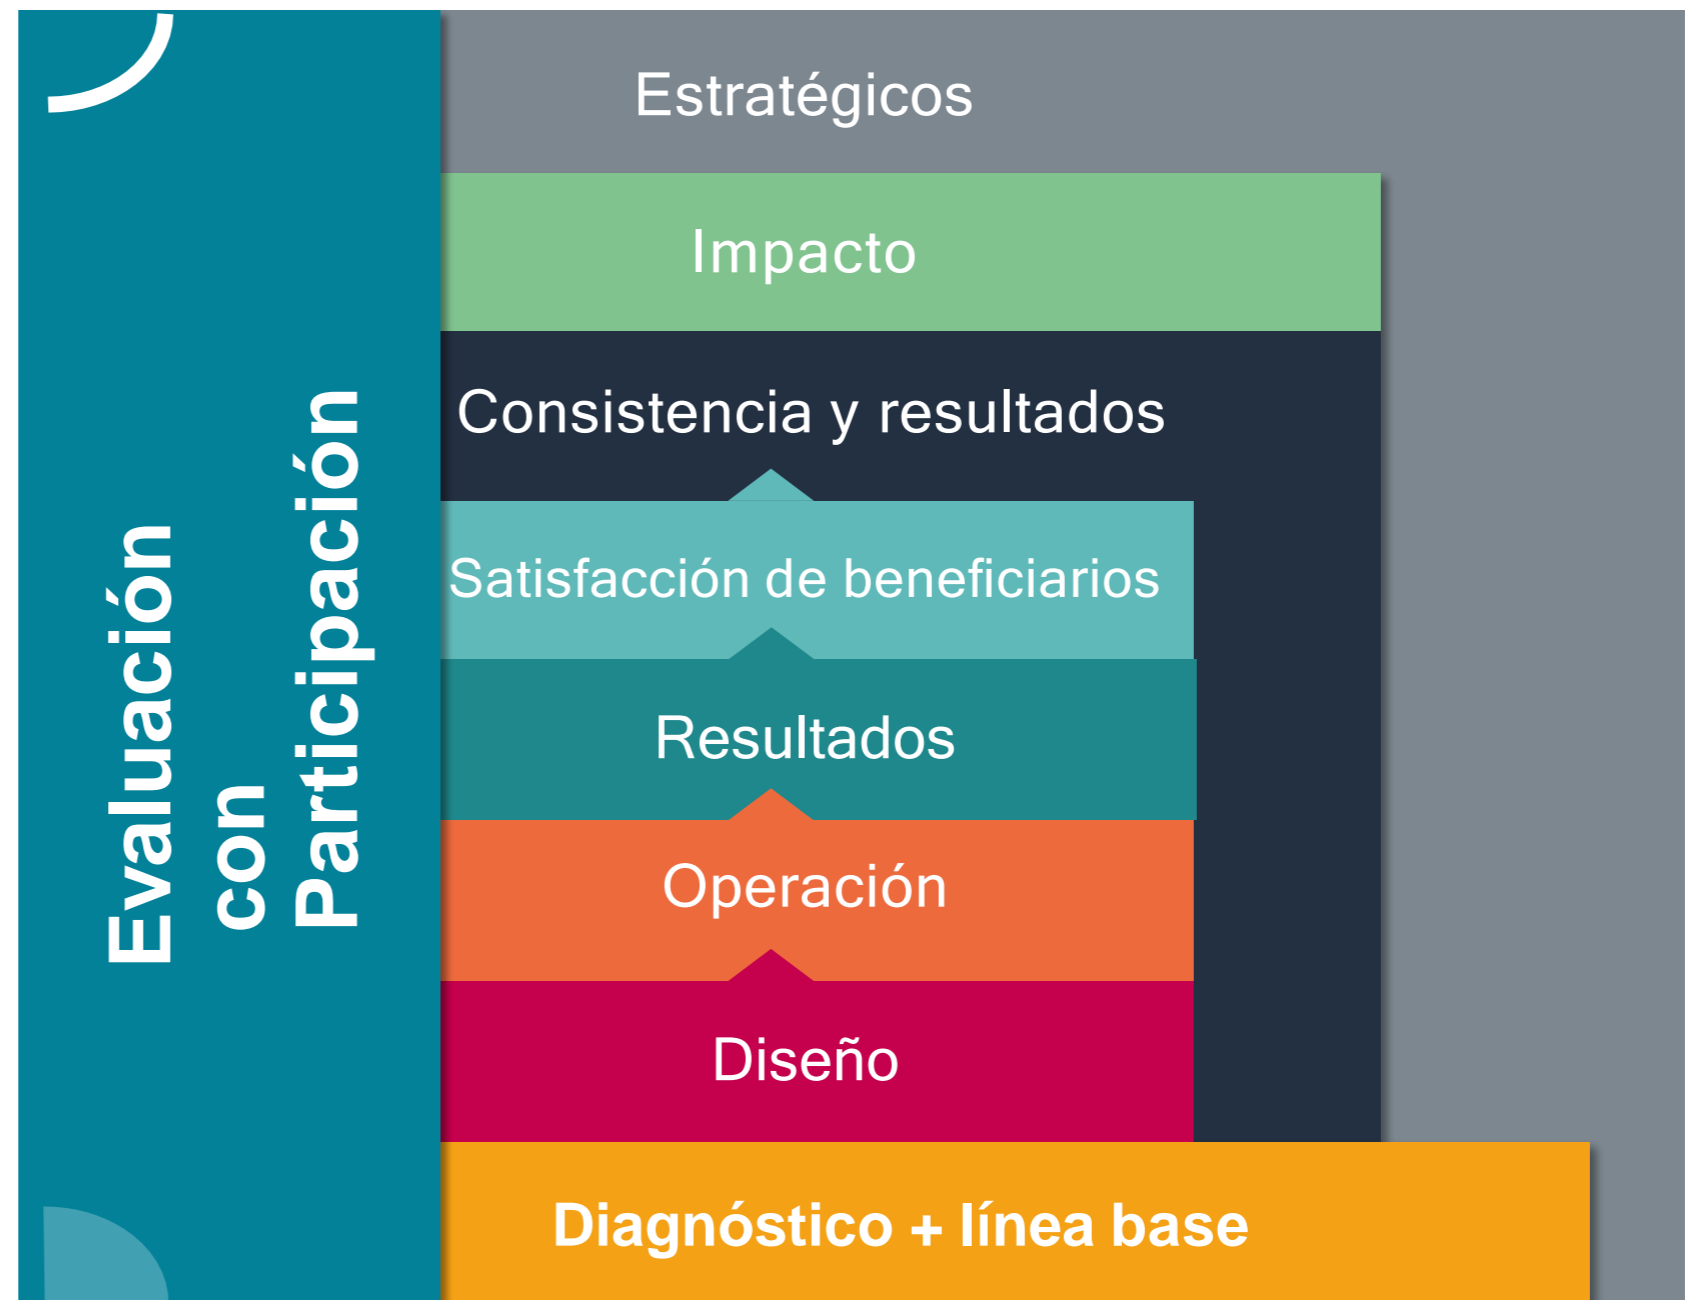 Evaluación
con
Participación
Estratégicos
Impacto
Consistencia y resultados
Satisfacción de beneficiarios
Resultados
Operación
Diseño
Diagnóstico + línea base